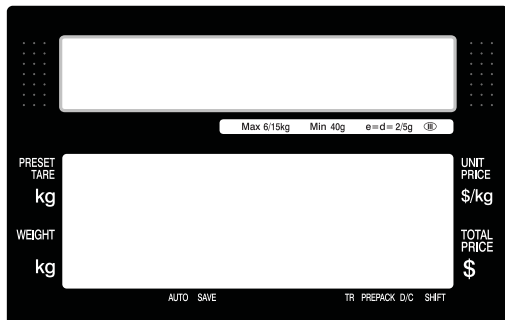 Max 6/15kg Min 40g e=d= 2/5g III
PRESET
TARE
kg
UNIT
PRICE
$/kg
WEIGHT
kg
TOTAL
PRICE
$
AUTO SAVE TR PREPACK D/C SHIFT